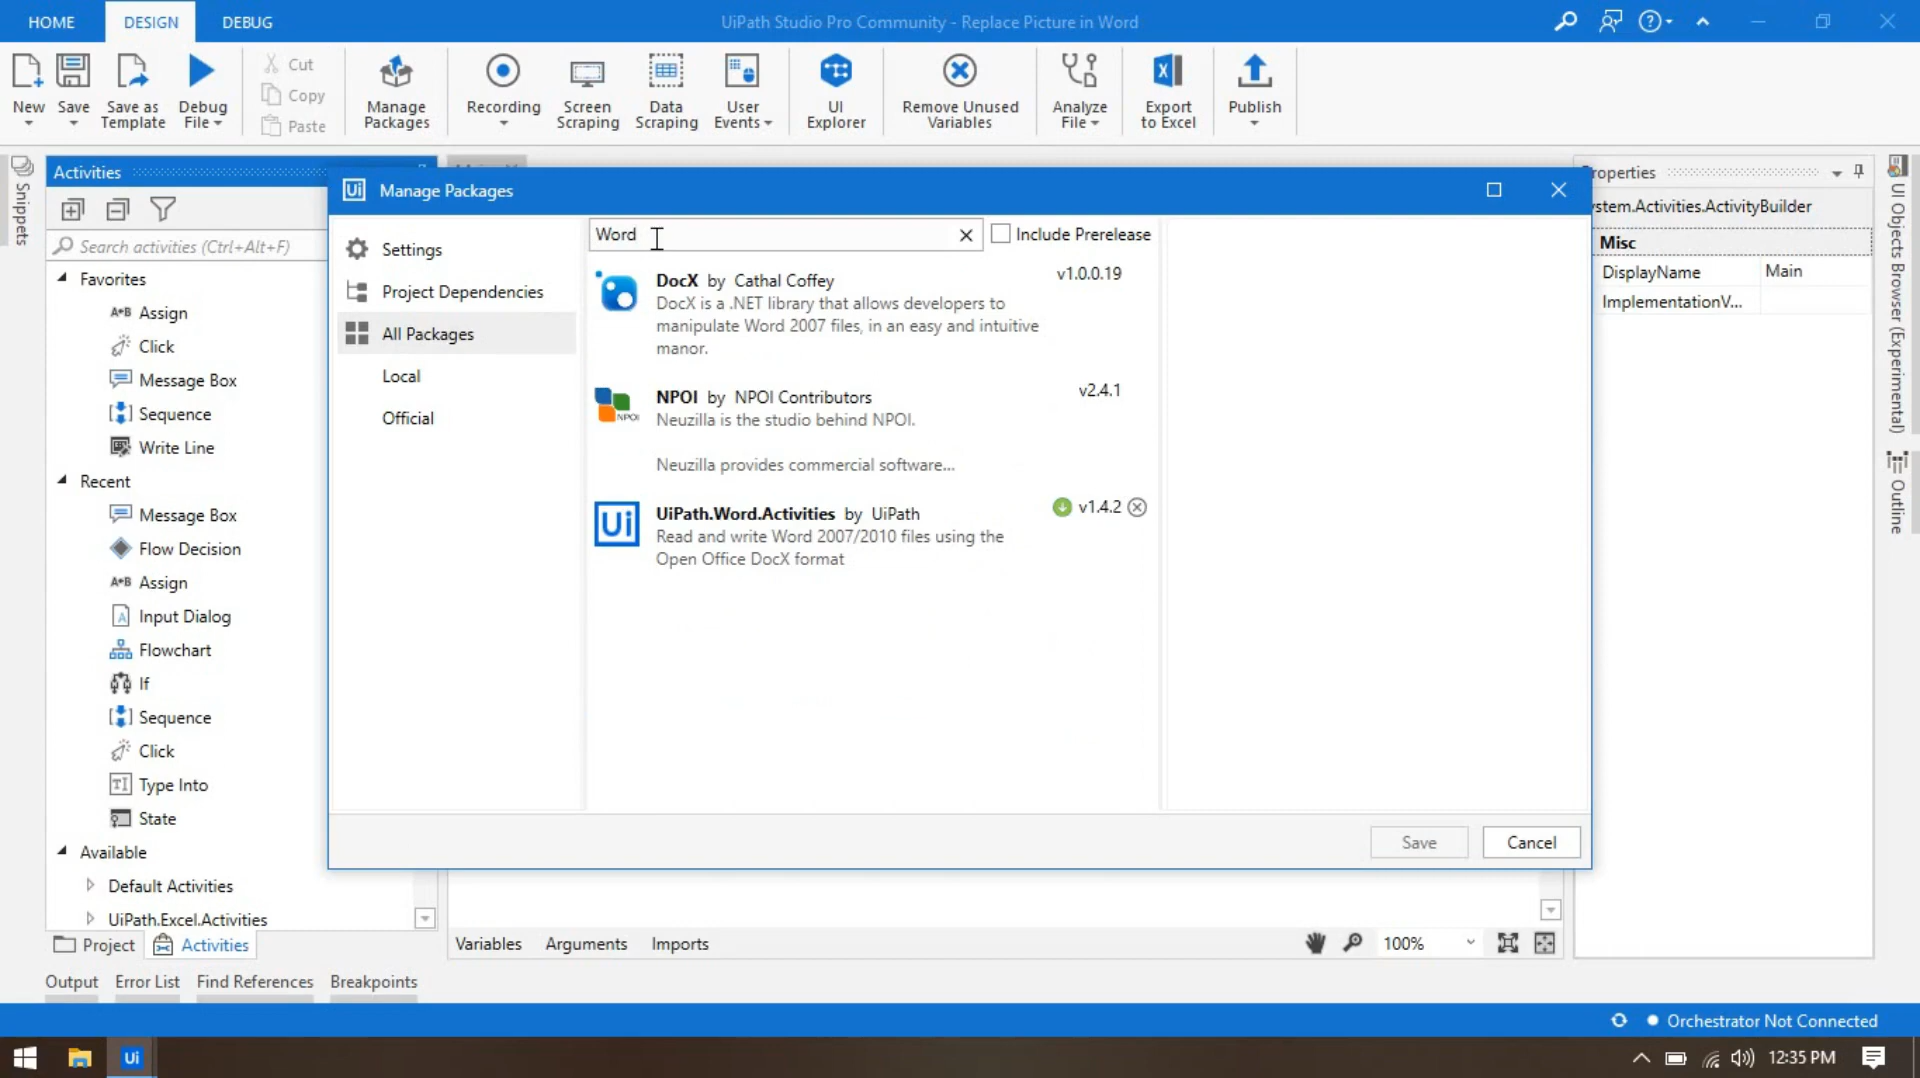 HOME DESIGN DEBUG UiPath Studio Pro Community - Replace Picture in Word
New Save Save as Template Debug File Cut Copy Paste Manage Packages Recording Screen Scraping Data Scraping User Events UI Explorer Remove Unused Variables Analyze File Export to Excel Publish
Snippets
Activities
Search activities (Ctrl+Alt+F)
Favorites
A*B Assign
Click
Message Box
Sequence
Write Line
Recent
Message Box
Flow Decision
A*B Assign
Input Dialog
Flowchart
If
Sequence
Click
Type Into
State
Available
Default Activities
UiPath.Excel.Activities
Project Activities
Ui Manage Packages
Settings
Project Dependencies
All Packages
Local
Official
Word
Include Prerelease
DocX by Cathal Coffey v1.0.0.19
DocX is a .NET library that allows developers to
manipulate Word 2007 files, in an easy and intuitive
manor.
NPOI NPOI by NPOI Contributors v2.4.1
Neuzilla is the studio behind NPOI.
Neuzilla provides commercial software...
Ui UiPath.Word.Activities by UiPath v1.4.2
Read and write Word 2007/2010 files using the
Open Office DocX format
Save Cancel
roperties
stem.Activities.ActivityBuilder
Misc
DisplayName Main
ImplementationV...
UI Objects Browser (Experimental)
Outline
Variables Arguments Imports 100%
Output Error List Find References Breakpoints
Orchestrator Not Connected
Ui 12:35 PM